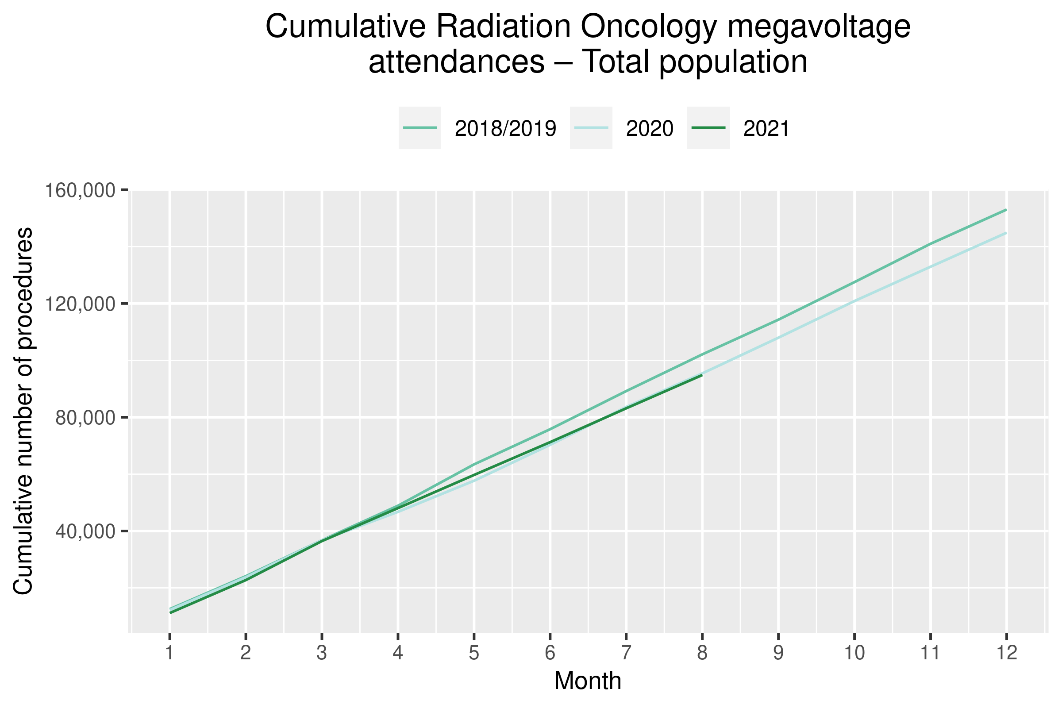 Cumulative Radiation Oncology megavoltage
attendances – Total population
2018/2019 2020 2021
Cumulative number of procedures
160,000
120,000
80,000
40,000
1 2 3 4 5 6 7 8 9 10 11 12
Month